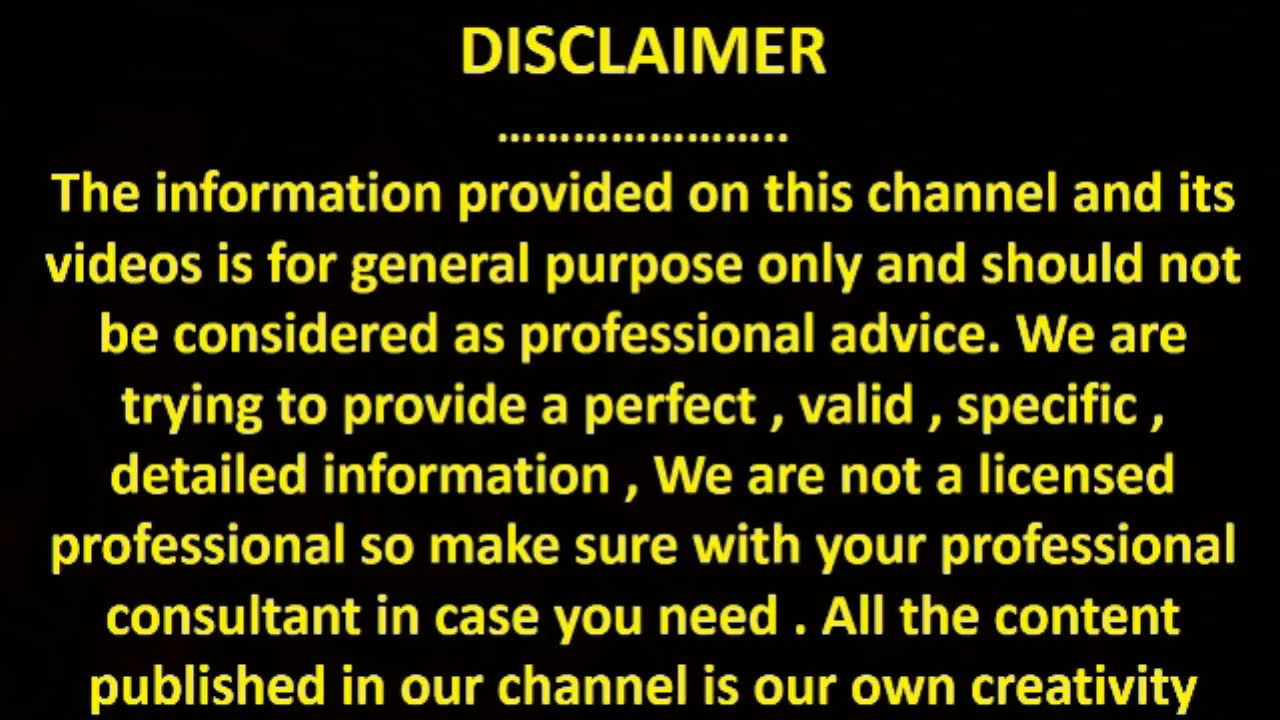 DISCLAIMER
……………………..
The information provided on this channel and its
videos is for general purpose only and should not
be considered as professional advice. We are
trying to provide a perfect , valid , specific ,
detailed information , We are not a licensed
professional so make sure with your professional
consultant in case you need . All the content
published in our channel is our own creativity